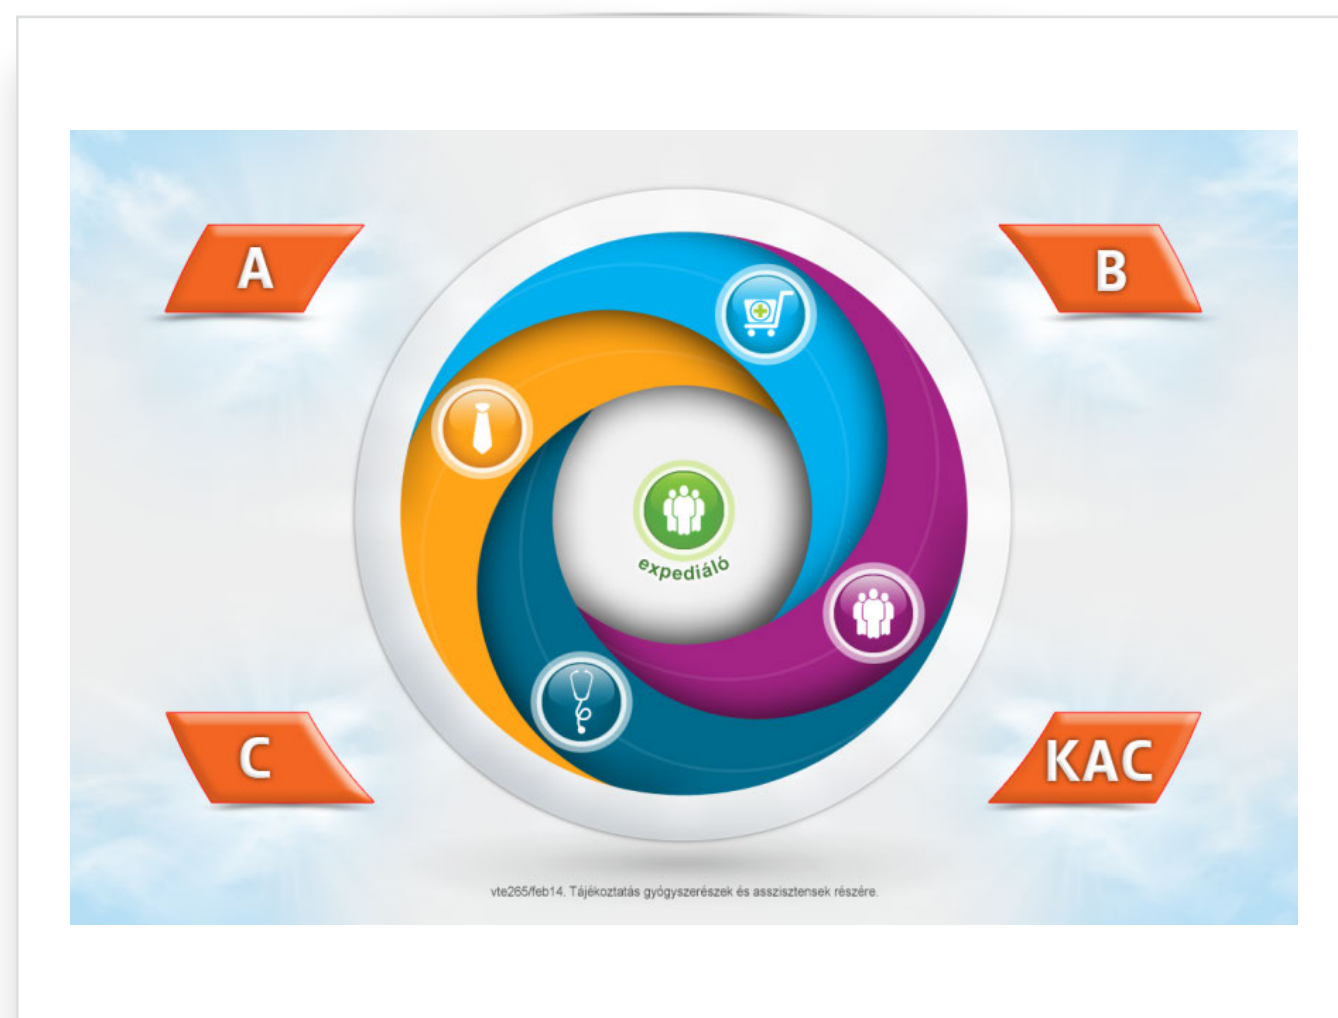 A
B
expediáló
C
KAC
vte265/feb14. Tájékoztatás gyógyszerészek és asszisztensek részére.